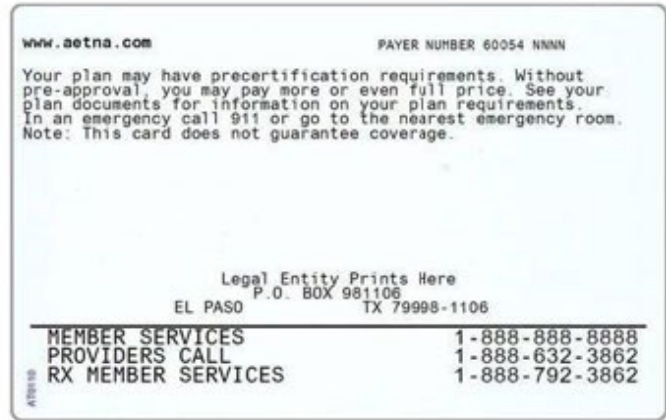 www.aetna.com PAYER NUMBER 60054 NNNN
Your plan may have precertification requirements. Without
pre-approval, you may pay more or even full price. See your
plan documents for information on your plan requirements.
In an emergency call 911 or go to the nearest emergency room.
Note: This card does not guarantee coverage.
Legal Entity Prints Here
P.O. BOX 981106
EL PASO TX 79998-1106
MEMBER SERVICES 1-888-888-8888
PROVIDERS CALL 1-888-632-3862
RX MEMBER SERVICES 1-888-792-3862
AT0110